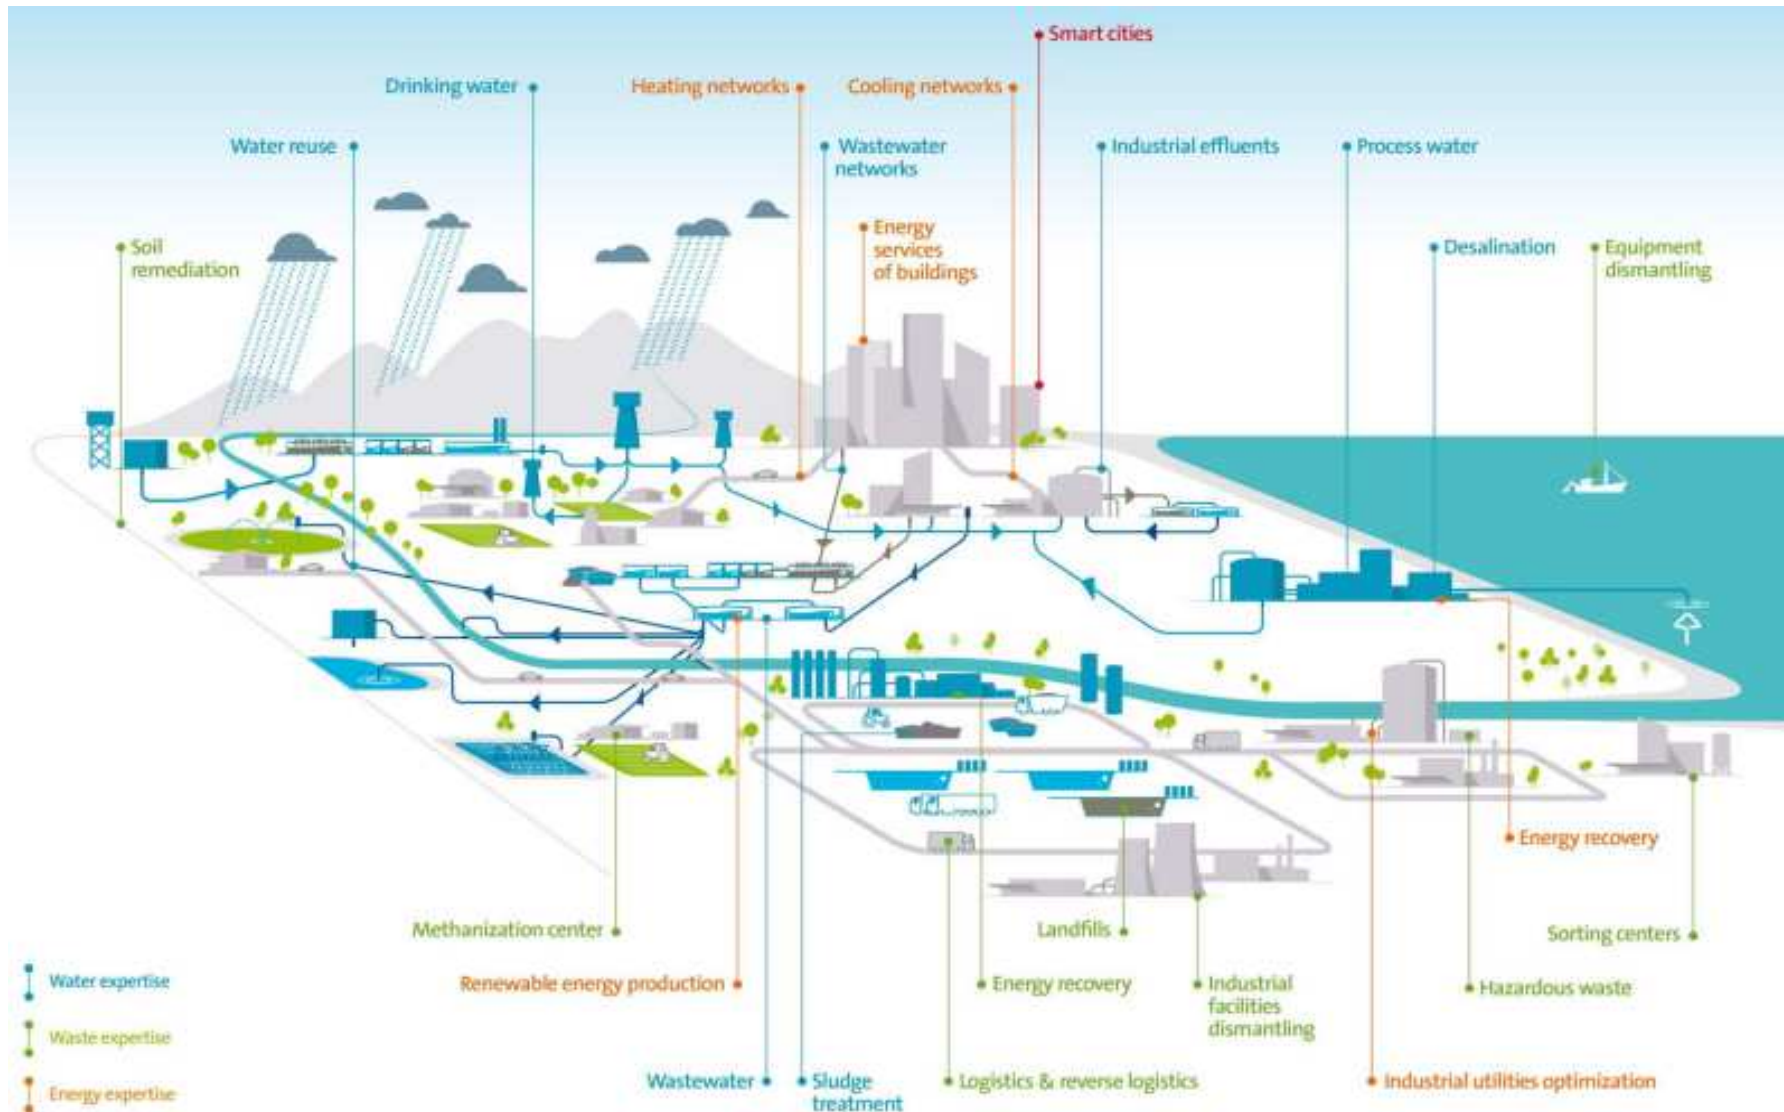 Smart cities
Drinking water
Heating networks
Cooling networks
Water reuse
Wastewater
networks
Industrial effluents
Process water
Soil
remediation
Energy
services
of buildings
Desalination
Equipment
dismantling
Energy recovery
Methanization center
Landfills
Sorting centers
Water expertise
Renewable energy production
Energy recovery
Industrial
facilities
dismantling
Hazardous waste
Waste expertise
Energy expertise
Wastewater
Sludge
treatment
Logistics & reverse logistics
Industrial utilities optimization